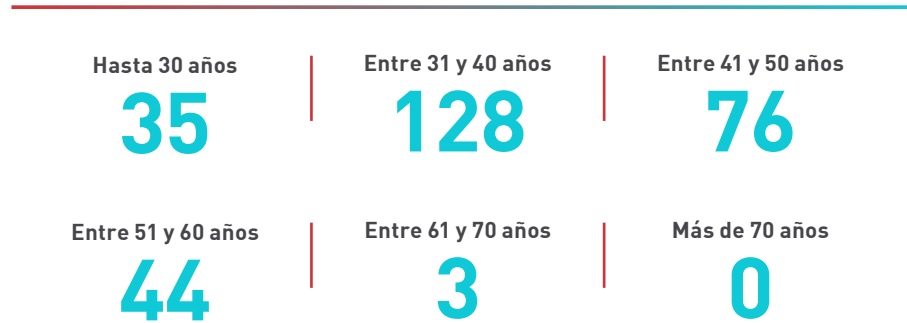 Hasta 30 años
35
Entre 31 y 40 años
128
Entre 41 y 50 años
76
Entre 51 y 60 años
44
Entre 61 y 70 años
3
Más de 70 años
0